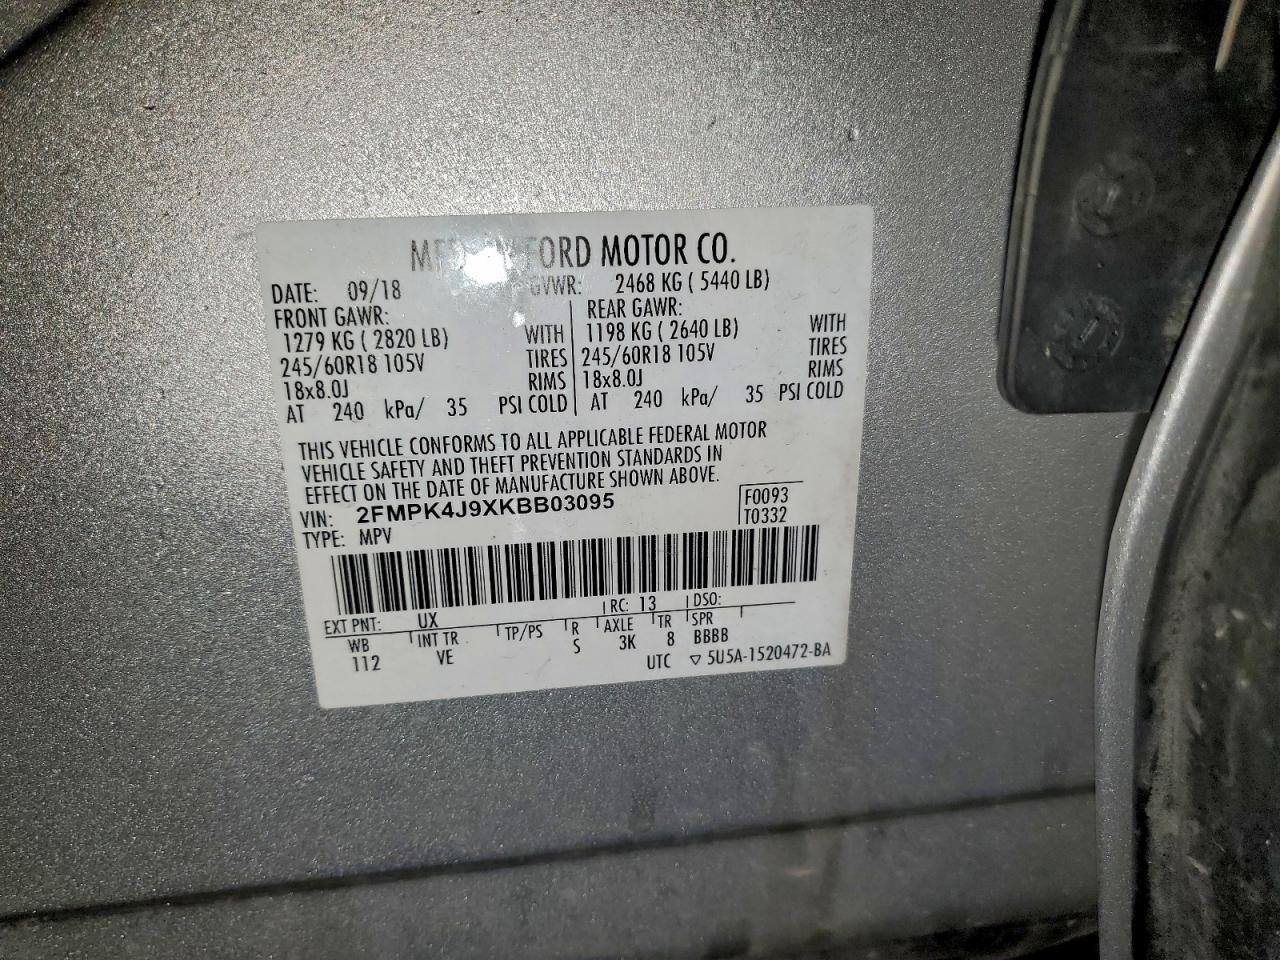 FORD MOTOR CO.
DATE: 09/18 GVWR: 2468 KG ( 5440 LB)
FRONT GAWR: REAR GAWR:
1279 KG ( 2820 LB) WITH 1198 KG ( 2640 LB) WITH
245/60R18 105V TIRES 245/60R18 105V TIRES
18x8.0J RIMS 18x8.0J RIMS
AT 240 kPa/ 35 PSI COLD AT 240 kPa/ 35 PSI COLD
THIS VEHICLE CONFORMS TO ALL APPLICABLE FEDERAL MOTOR
VEHICLE SAFETY AND THEFT PREVENTION STANDARDS IN
EFFECT ON THE DATE OF MANUFACTURE SHOWN ABOVE.
VIN: 2FMPK4J9XKBB03095 F0093
TYPE: MPV T0332
EXT PNT: UX RC: 13 DSO:
WB INT TR TP/PS R AXLE TR SPR
112 VE S 3K 8 BBBB
UTC ▽ 5U5A-1520472-BA